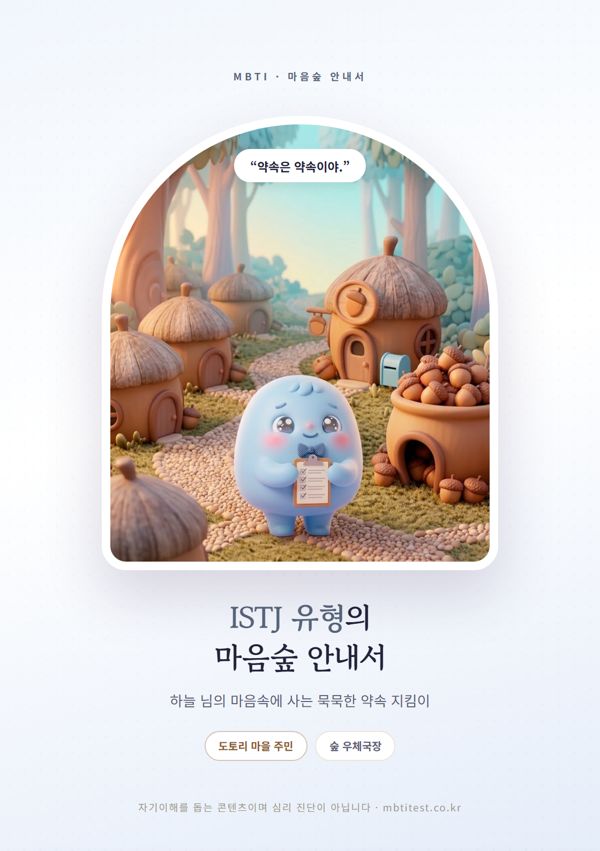 MBTI · 마음숲 안내서
“약속은 약속이야.”
ISTJ 유형의
마음숲 안내서
하늘 님의 마음속에 사는 묵묵한 약속 지킴이
도토리 마을 주민
숲 우체국장
자기이해를 돕는 콘텐츠이며 심리 진단이 아닙니다 · mbtitest.co.kr